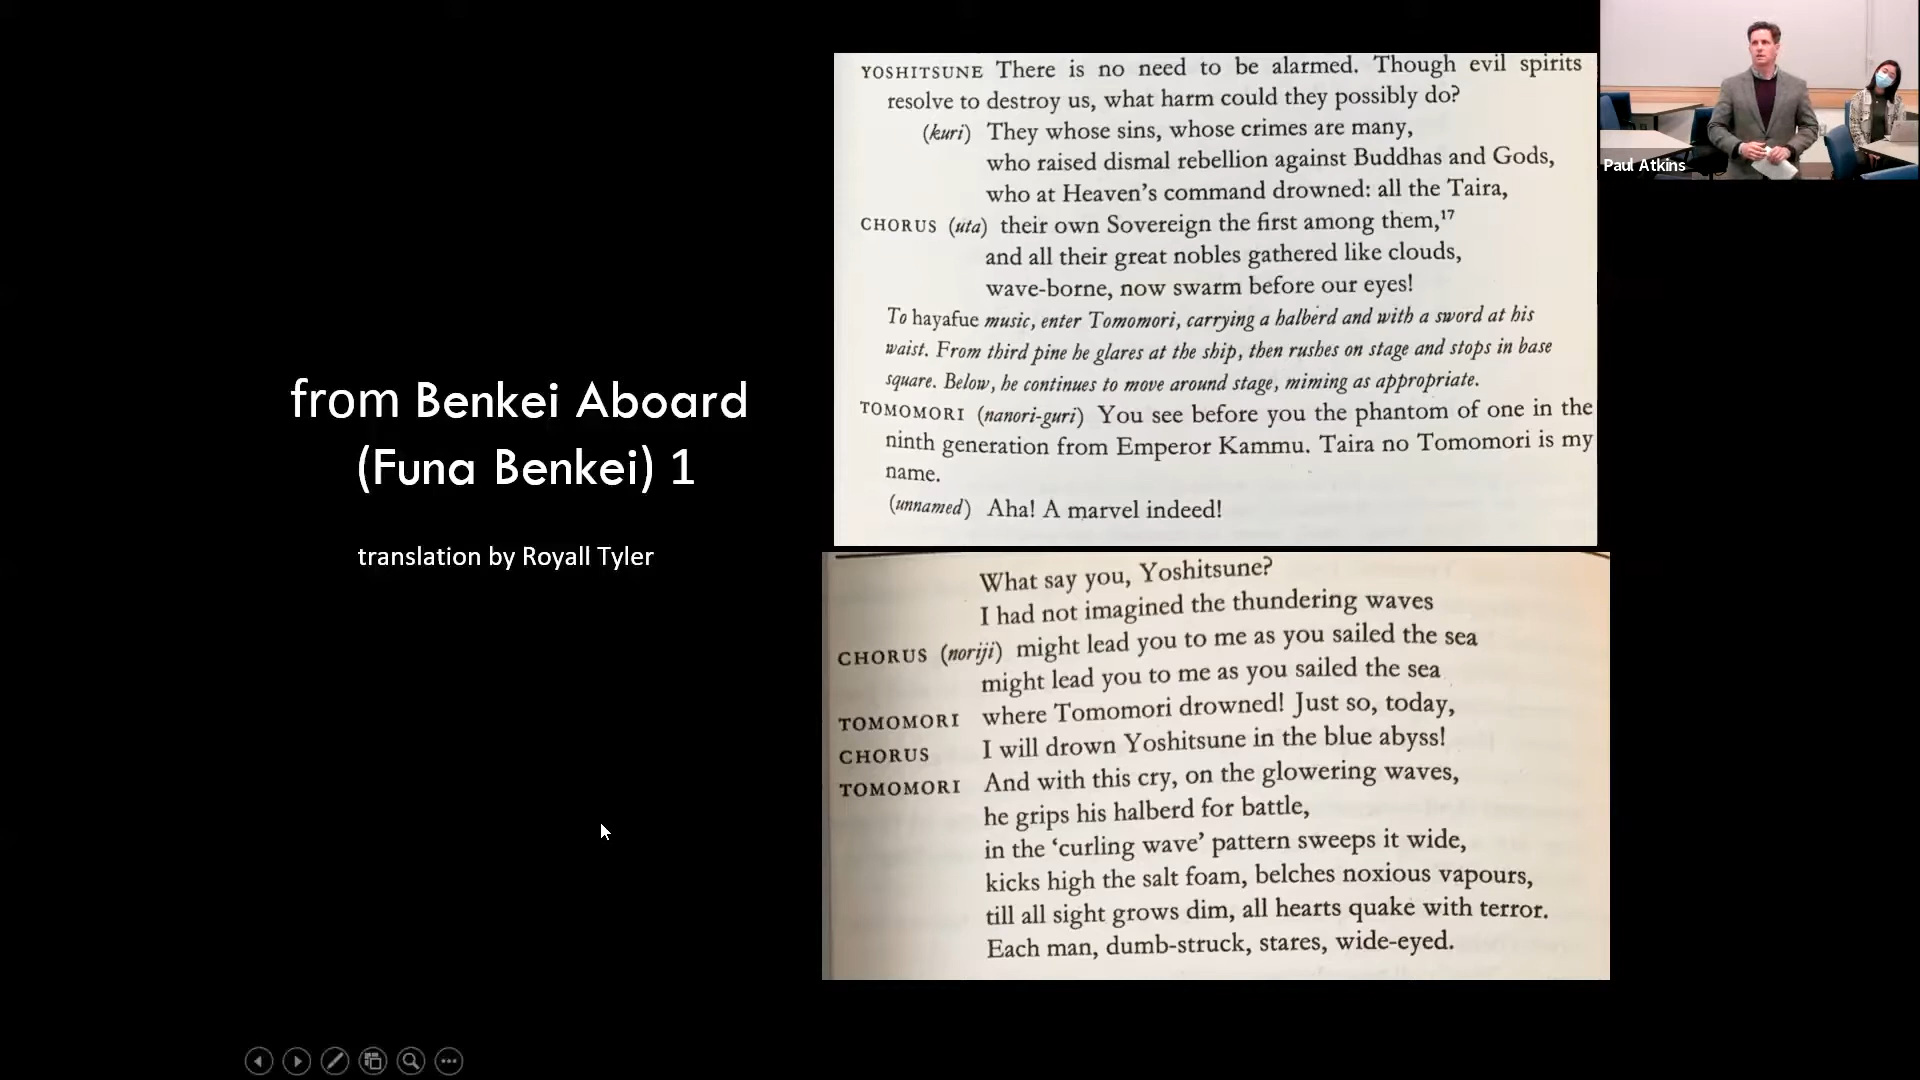 from Benkei Aboard
(Funa Benkei) 1
translation by Royall Tyler
YOSHITSUNE There is no need to be alarmed. Though evil spirits
resolve to destroy us, what harm could they possibly do?
(kuri) They whose sins, whose crimes are many,
who raised dismal rebellion against Buddhas and Gods,
who at Heaven's command drowned: all the Taira,
CHORUS (uta) their own Sovereign the first among them,17
and all their great nobles gathered like clouds,
wave-borne, now swarm before our eyes!
To hayafue music, enter Tomomori, carrying a halberd and with a sword at his
waist. From third pine he glares at the ship, then rushes on stage and stops in base
square. Below, he continues to move around stage, miming as appropriate.
TOMOMORI (nanori-guri) You see before you the phantom of one in the
ninth generation from Emperor Kammu. Taira no Tomomori is my
name.
(unnamed) Aha! A marvel indeed!
What say you, Yoshitsune?
I had not imagined the thundering waves
CHORUS (noriji) might lead you to me as you sailed the sea
might lead you to me as you sailed the sea
TOMOMORI where Tomomori drowned! Just so, today,
CHORUS I will drown Yoshitsune in the blue abyss!
TOMOMORI And with this cry, on the glowering waves,
he grips his halberd for battle,
in the ‘curling wave’ pattern sweeps it wide,
kicks high the salt foam, belches noxious vapours,
till all sight grows dim, all hearts quake with terror.
Each man, dumb-struck, stares, wide-eyed.
Paul Atkins